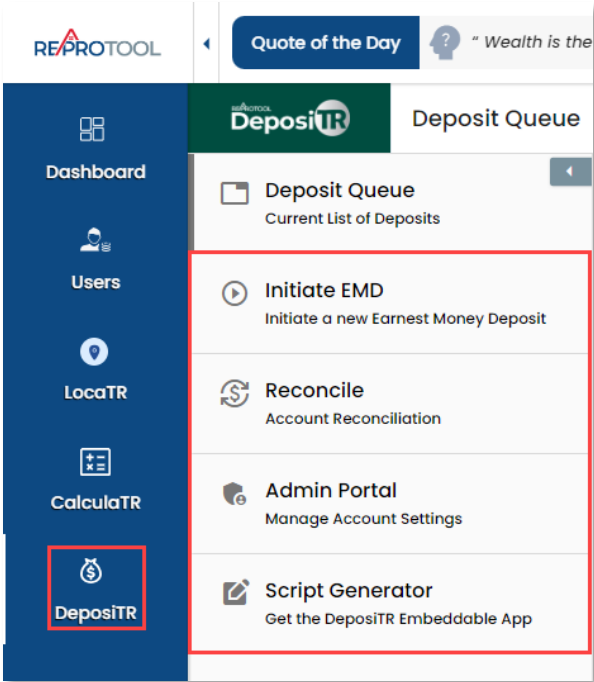 REPROTOOL
Quote of the Day
?
“ Wealth is the
Dashboard
Users
LocaTR
CalculaTR
DeposiTR
REPROTOOL
DeposiTR
Deposit Queue
Deposit Queue
Current List of Deposits
Initiate EMD
Initiate a new Earnest Money Deposit
Reconcile
Account Reconciliation
Admin Portal
Manage Account Settings
Script Generator
Get the DeposiTR Embeddable App